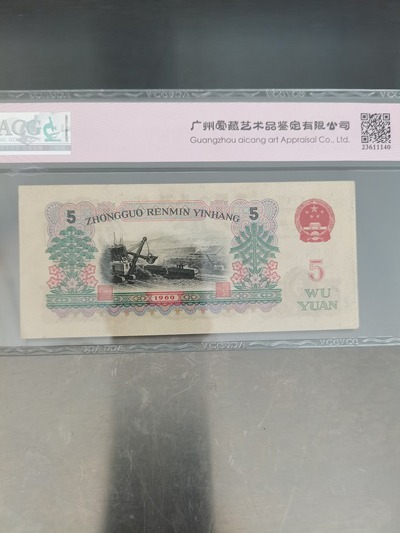 ACG
广州爱藏艺术品鉴定有限公司
Guangzhou aicang art Appraisal Co., Ltd.
23611140
5 ZHONGGUO RENMIN YINHANG 5
5
WU
YUAN
1960